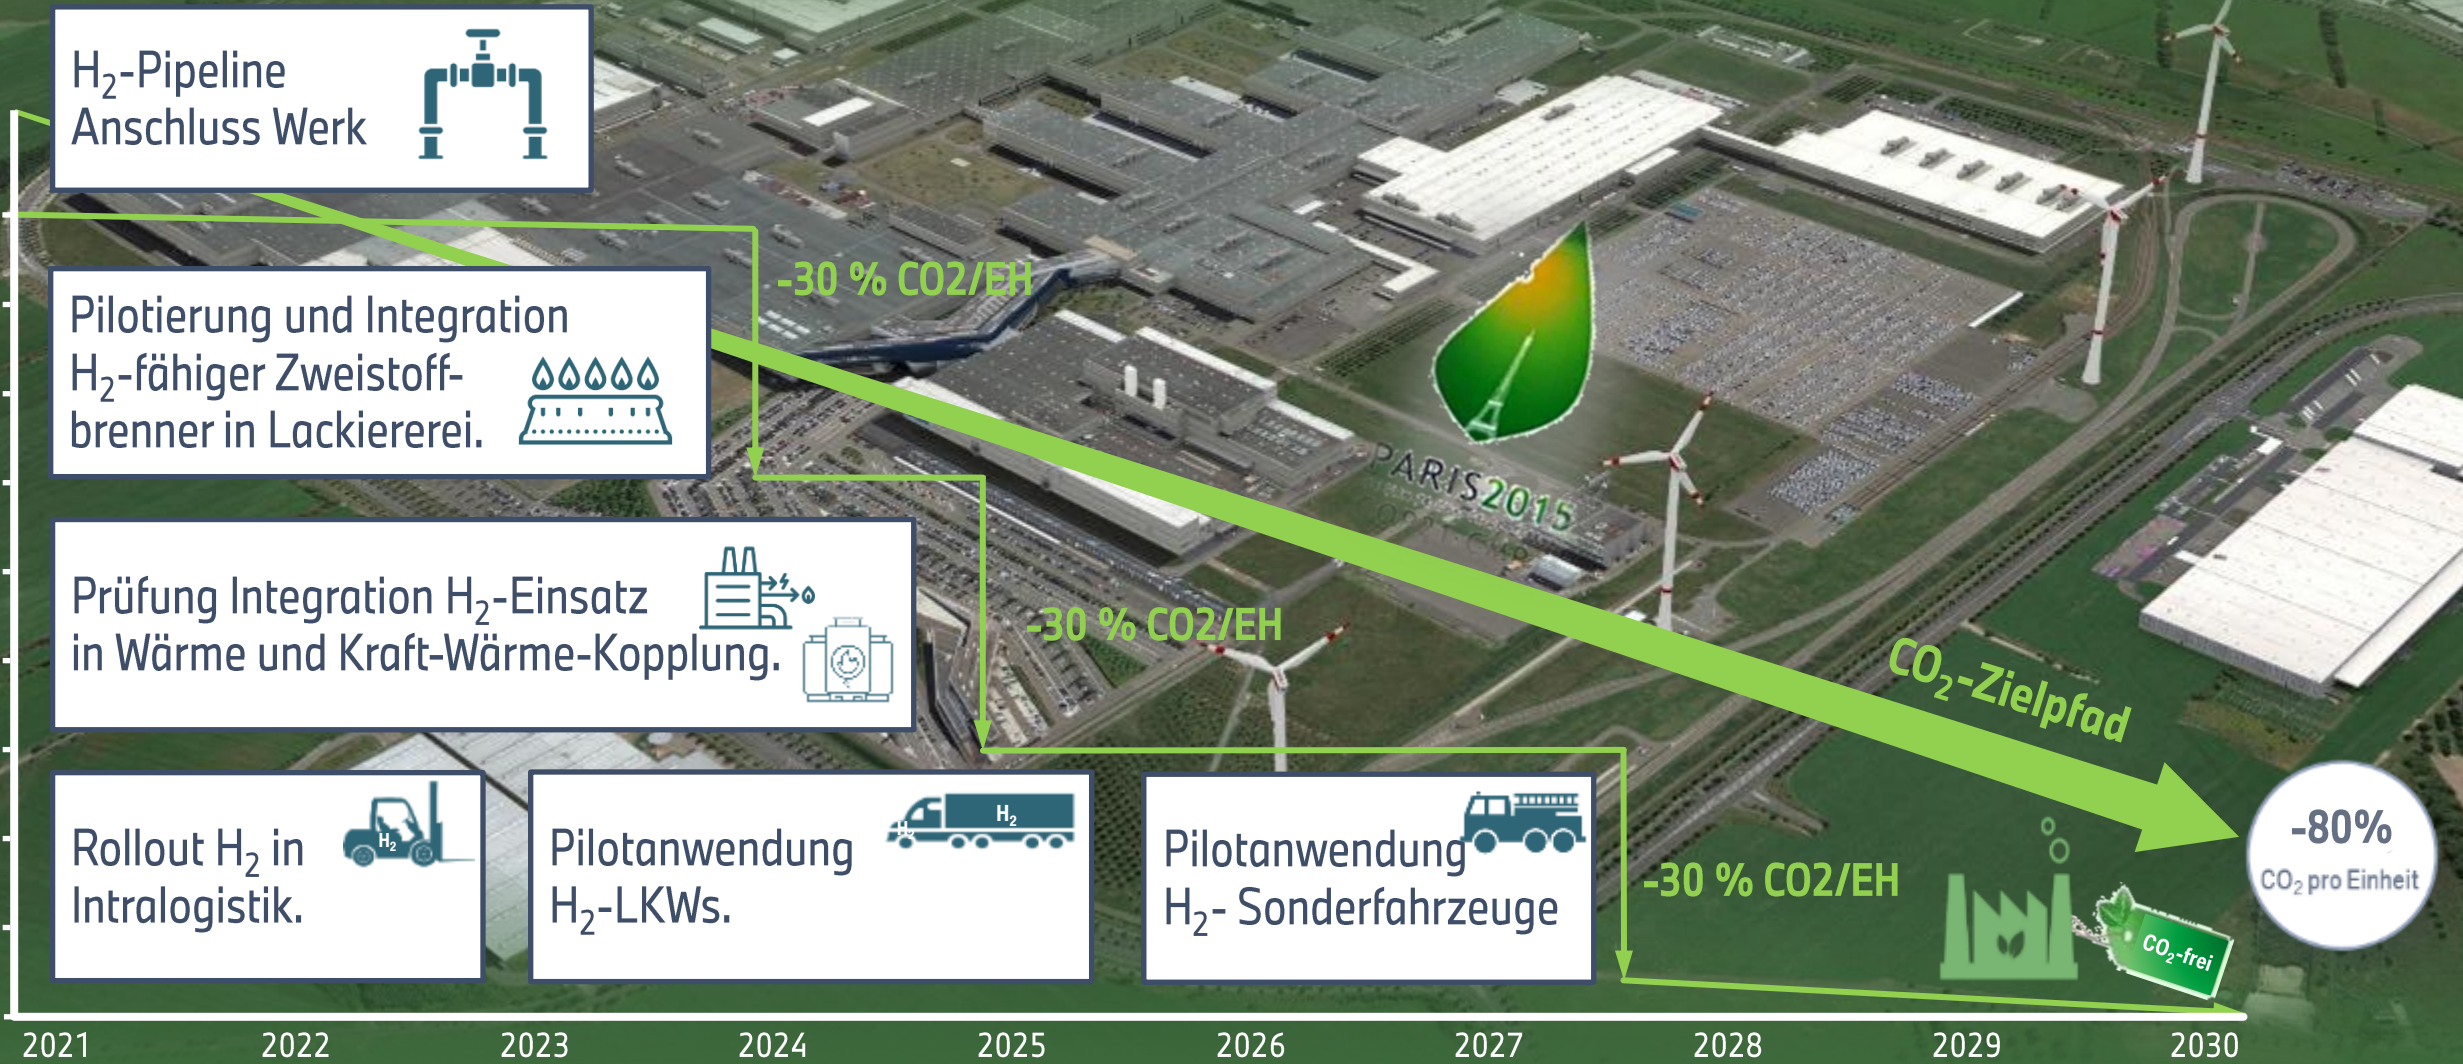 H₂-Pipeline
Anschluss Werk
-30 % CO2/EH
Pilotierung und Integration
H₂-fähiger Zweistoff-
brenner in Lackiererei.
PARIS2015
Prüfung Integration H₂-Einsatz
in Wärme und Kraft-Wärme-Kopplung.
-30 % CO2/EH
CO₂-Zielpfad
Rollout H₂ in
Intralogistik.
H₂
Pilotanwendung
H₂-LKWs.
H₂
H₂
Pilotanwendung
H₂- Sonderfahrzeuge
-30 % CO2/EH
-80%
CO₂ pro Einheit
CO₂-frei
2021 2022 2023 2024 2025 2026 2027 2028 2029 2030